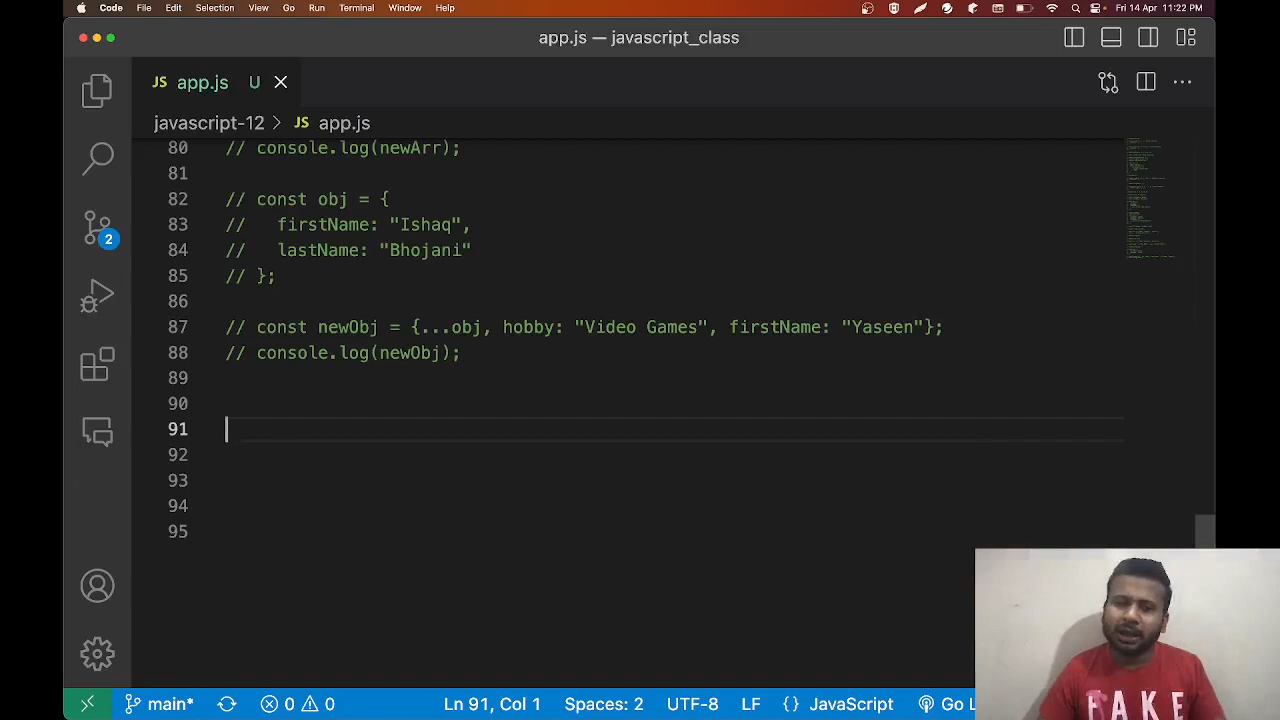 Code File Edit Selection View Go Run Terminal Window Help Fri 14 Apr 11:22 PM
app.js — javascript_class
JS app.js U
javascript-12 > JS app.js
80 // console.log(newArr);
81
82 // const obj = {
83 //   firstName: "Ishaq",
84 //   lastName: "Bhojani"
85 // };
86
87 // const newObj = {...obj, hobby: "Video Games", firstName: "Yaseen"};
88 // console.log(newObj);
89
90
91
92
93
94
95
2
main* 0 0 Ln 91, Col 1 Spaces: 2 UTF-8 LF {} JavaScript Go L